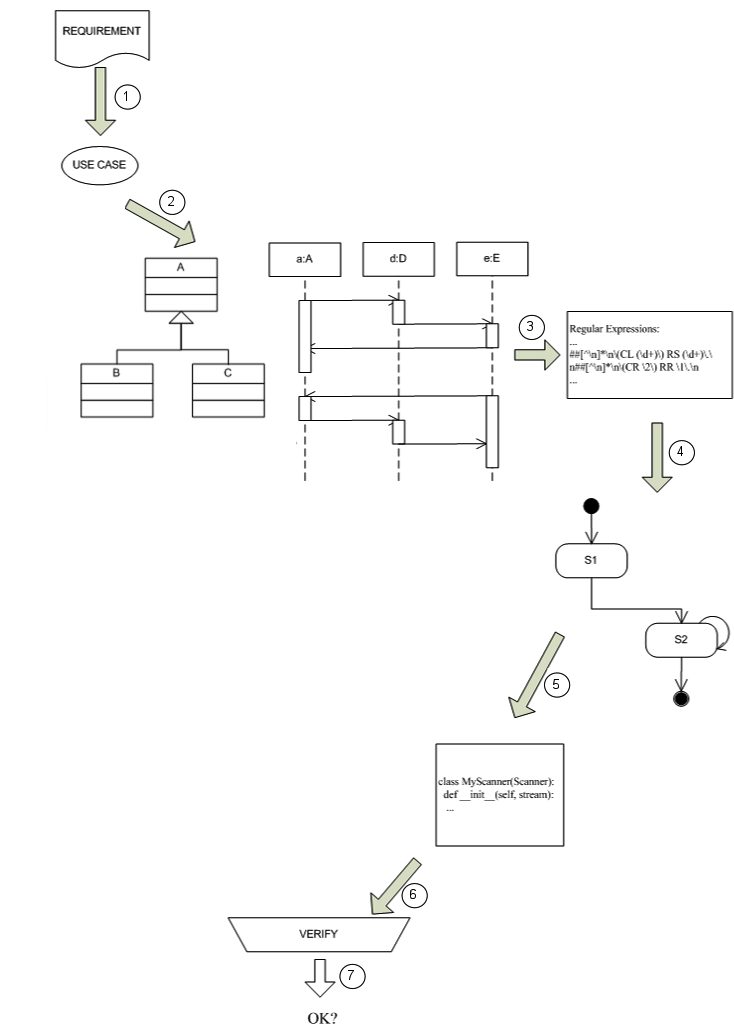 REQUIREMENT
1
USE CASE
2
A
B
C
a:A
d:D
e:E
3
Regular Expressions:
...
##[^\n]*\n\(CL (\d+)\) RS (\d+)\.\
n##[^\n]*\n\(CR \2\) RR \1\.\n
...
4
S1
S2
5
class MyScanner(Scanner):
def __init__(self, stream):
...
6
VERIFY
7
OK?